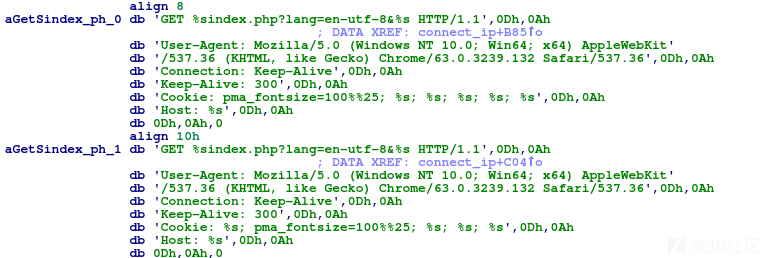 align 8
aGetSindex_ph_0 db 'GET %sindex.php?lang=en-utf-8&%s HTTP/1.1',0Dh,0Ah
; DATA XREF: connect_ip+B85↑o
db 'User-Agent: Mozilla/5.0 (Windows NT 10.0; Win64; x64) AppleWebKit'
db '/537.36 (KHTML, like Gecko) Chrome/63.0.3239.132 Safari/537.36',0Dh,0Ah
db 'Connection: Keep-Alive',0Dh,0Ah
db 'Keep-Alive: 300',0Dh,0Ah
db 'Cookie: pma_fontsize=100%%25; %s; %s; %s; %s; %s',0Dh,0Ah
db 'Host: %s',0Dh,0Ah
db 0Dh,0Ah,0
align 10h
aGetSindex_ph_1 db 'GET %sindex.php?lang=en-utf-8&%s HTTP/1.1',0Dh,0Ah
; DATA XREF: connect_ip+C04↑o
db 'User-Agent: Mozilla/5.0 (Windows NT 10.0; Win64; x64) AppleWebKit'
db '/537.36 (KHTML, like Gecko) Chrome/63.0.3239.132 Safari/537.36',0Dh,0Ah
db 'Connection: Keep-Alive',0Dh,0Ah
db 'Keep-Alive: 300',0Dh,0Ah
db 'Cookie: %s; pma_fontsize=100%%25; %s; %s; %s',0Dh,0Ah
db 'Host: %s',0Dh,0Ah
db 0Dh,0Ah,0
先知社区